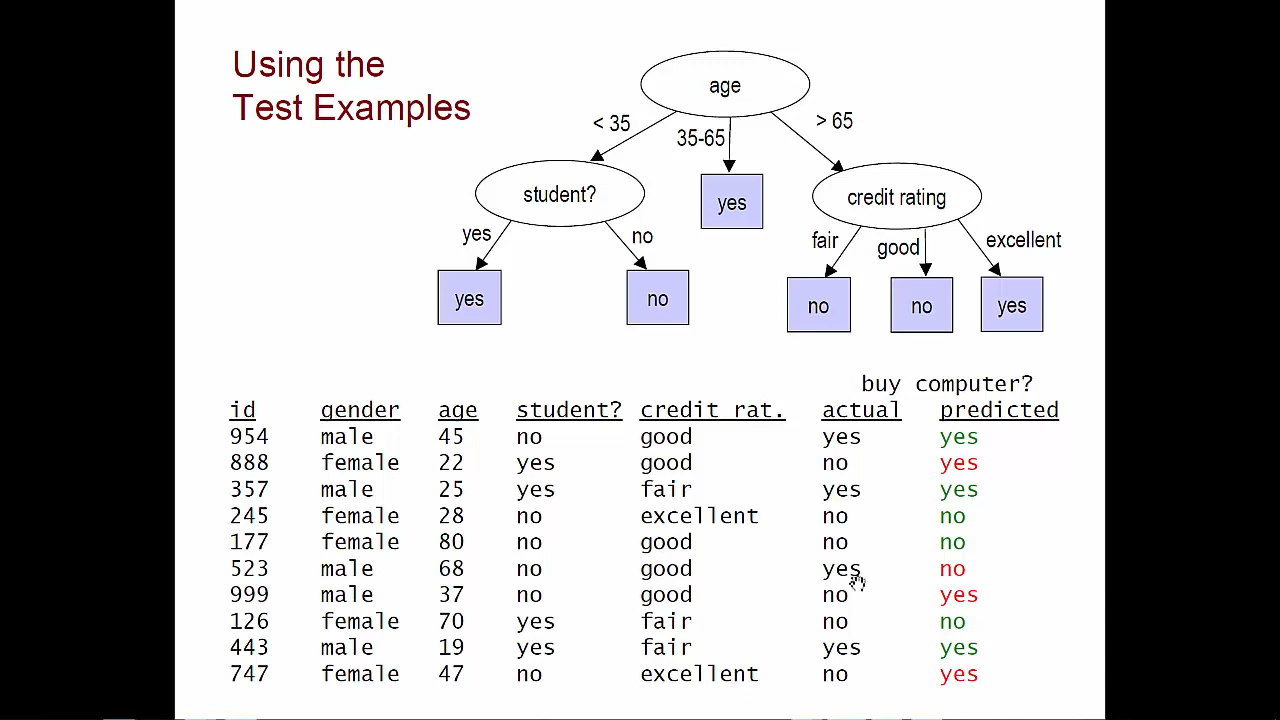 Using the
Test Examples
age
< 35
35-65
> 65
student?
yes
credit rating
yes
no
fair
good
excellent
yes
no
no
no
yes
buy computer?
id gender age student? credit rat. actual predicted
954 male 45 no good yes yes
888 female 22 yes good no yes
357 male 25 yes fair yes yes
245 female 28 no excellent no no
177 female 80 no good no no
523 male 68 no good yes no
999 male 37 no good no yes
126 female 70 yes fair no no
443 male 19 yes fair yes yes
747 female 47 no excellent no yes